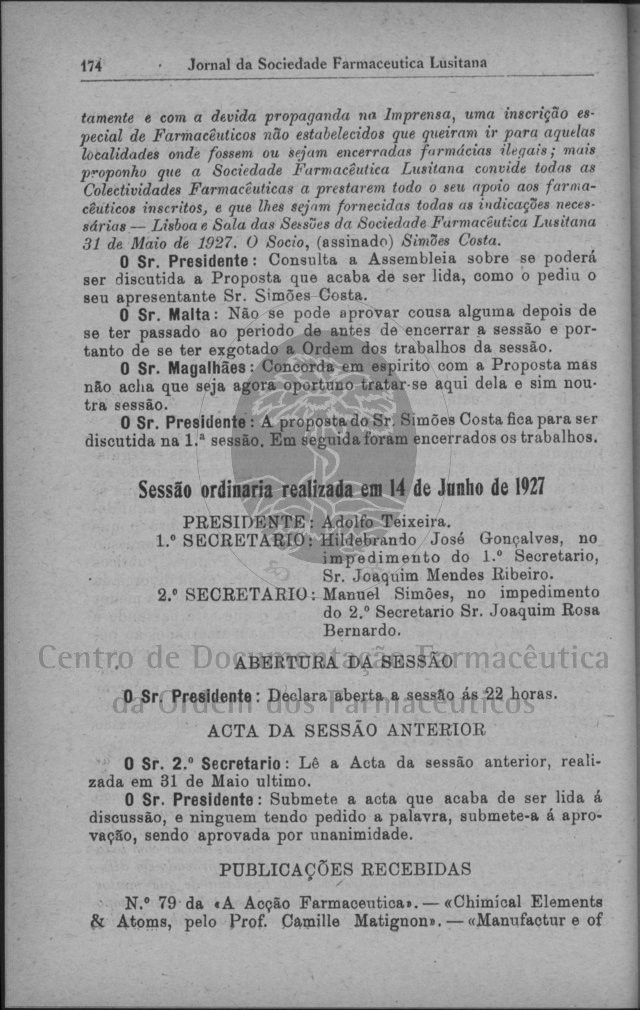 174 Jornal da Sociedade Farmaceutica Lusitana
tamente e com a devida propaganda na Imprensa, uma inscrição es-
pecial de Farmacêuticos não estabelecidos que queiram ir para aquelas
localidades onde fossem ou sejam encerradas farmácias ilegais; mais
proponho que a Sociedade Farmacêutica Lusitana convide todas as
Colectividades Farmacêuticas a prestarem todo o seu apoio aos farma-
cêuticos inscritos, e que lhes sejam fornecidas todas as indicações neces-
sárias — Lisboa e Sala das Sessões da Sociedade Farmacêutica Lusitana
31 de Maio de 1927. O Socio, (assinado) Simões Costa.
O Sr. Presidente: Consulta a Assembleia sobre se poderá
ser discutida a Proposta que acaba de ser lida, como o pediu o
seu apresentante Sr. Simões Costa.
O Sr. Malta: Não se pode aprovar cousa alguma depois de
se ter passado ao periodo de antes de encerrar a sessão e por-
tanto de se ter exgotado a Ordem dos trabalhos da sessão.
O Sr. Magalhães: Concorda em espirito com a Proposta mas
não acha que seja agora oportuno tratar-se aqui dela e sim nou-
tra sessão.
O Sr. Presidente: A proposta do Sr. Simões Costa fica para ser
discutida na 1.ª sessão. Em seguida foram encerrados os trabalhos.
Sessão ordinaria realizada em 14 de Junho de 1927
PRESIDENTE: Adolfo Teixeira.
1.º SECRETARIO: Hildebrando José Gonçalves, no
impedimento do 1.º Secretario,
Sr. Joaquim Mendes Ribeiro.
2.º SECRETARIO: Manuel Simões, no impedimento
do 2.º Secretario Sr. Joaquim Rosa
Bernardo.
Centro de Documentação Farmacêutica
ABERTURA DA SESSÃO
O Sr. Presidente: Declara aberta a sessão ás 22 horas.
da Ordem dos Farmacêuticos
ACTA DA SESSÃO ANTERIOR
O Sr. 2.º Secretario: Lê a Acta da sessão anterior, reali-
zada em 31 de Maio ultimo.
O Sr. Presidente: Submete a acta que acaba de ser lida á
discussão, e ninguem tendo pedido a palavra, submete-a á apro-
vação, sendo aprovada por unanimidade.
PUBLICAÇÕES RECEBIDAS
N.º 79 da «A Acção Farmaceutica». — «Chimical Elements
& Atoms, pelo Prof. Camille Matignon». — «Manufactur e of